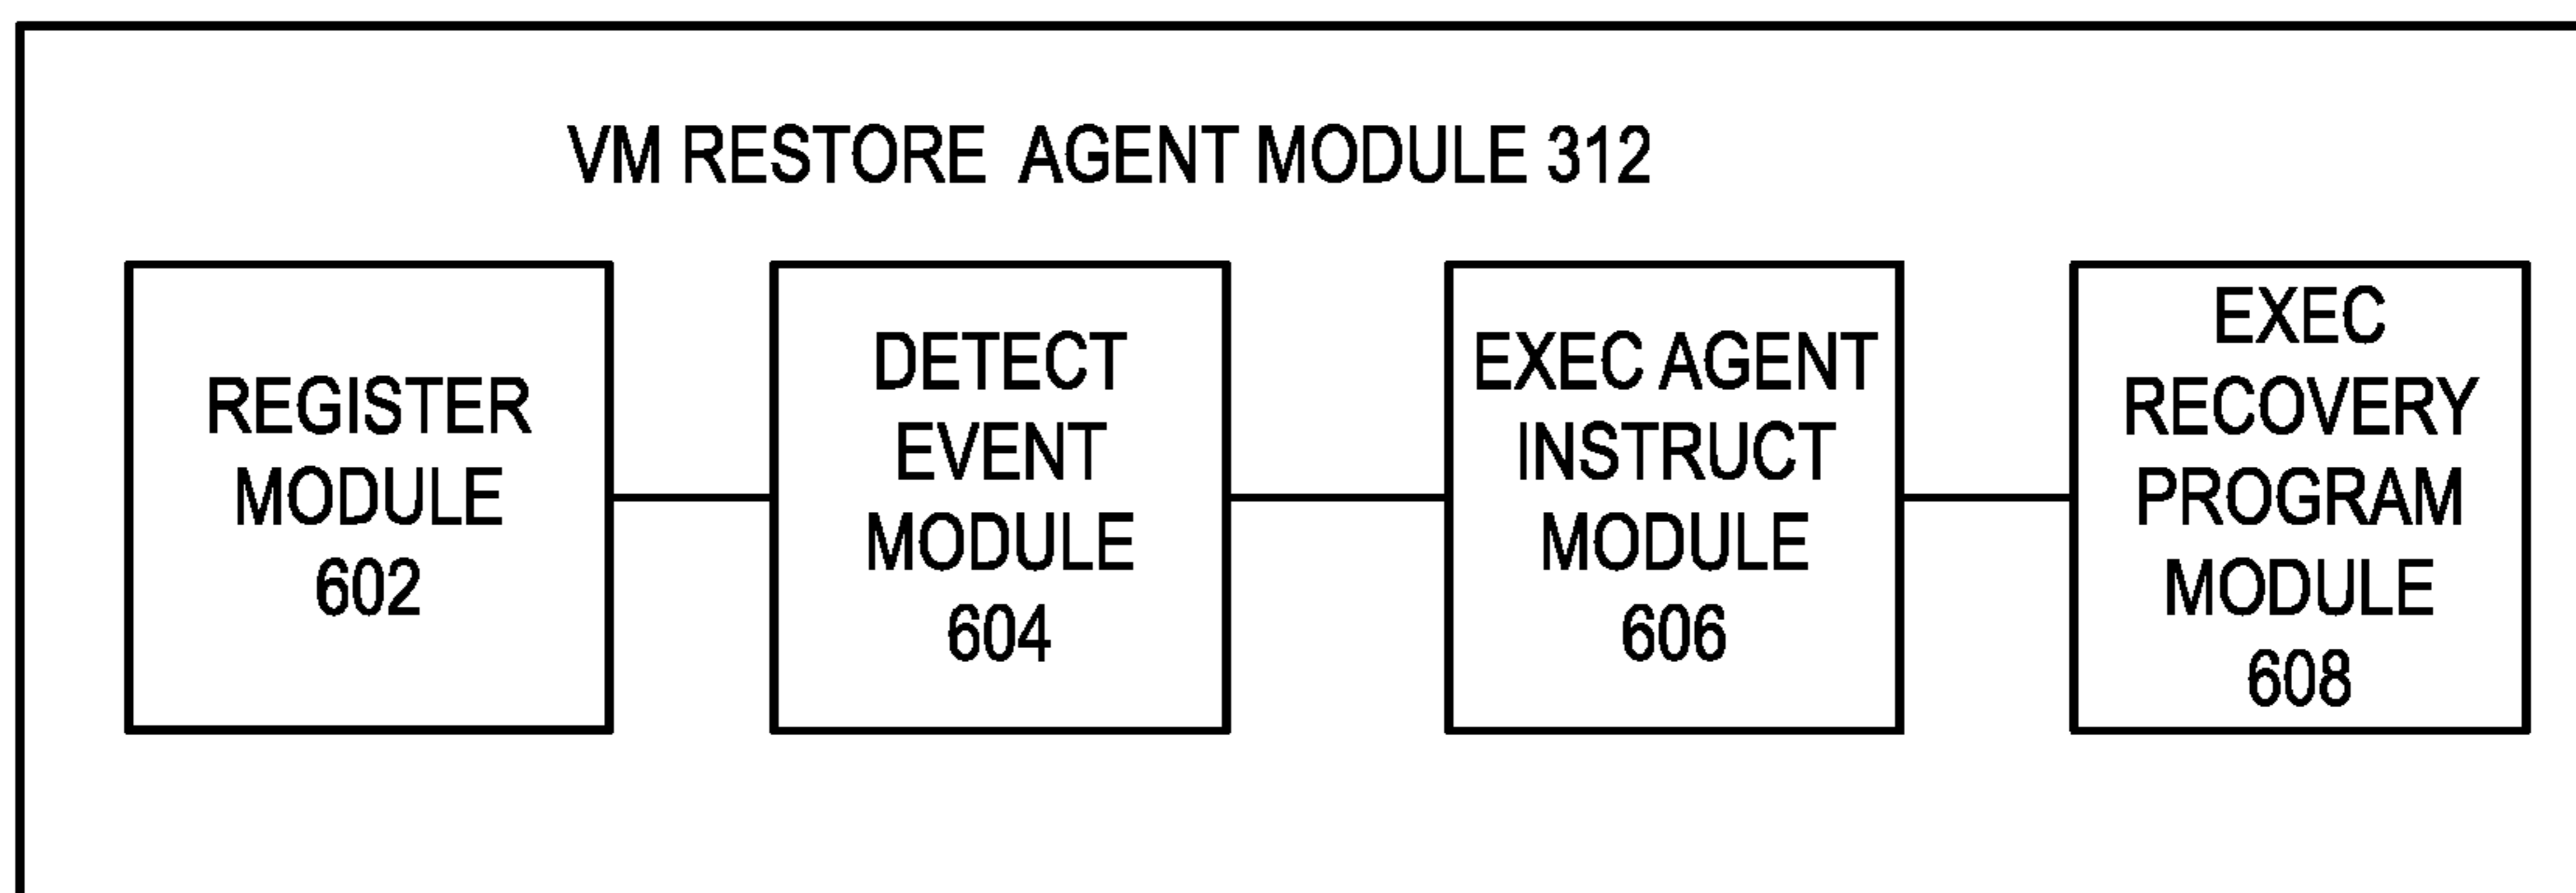 VM RESTORE AGENT MODULE 312
REGISTER
MODULE
602
DETECT
EVENT
MODULE
604
EXEC AGENT
INSTRUCT
MODULE
606
EXEC
RECOVERY
PROGRAM
MODULE
608